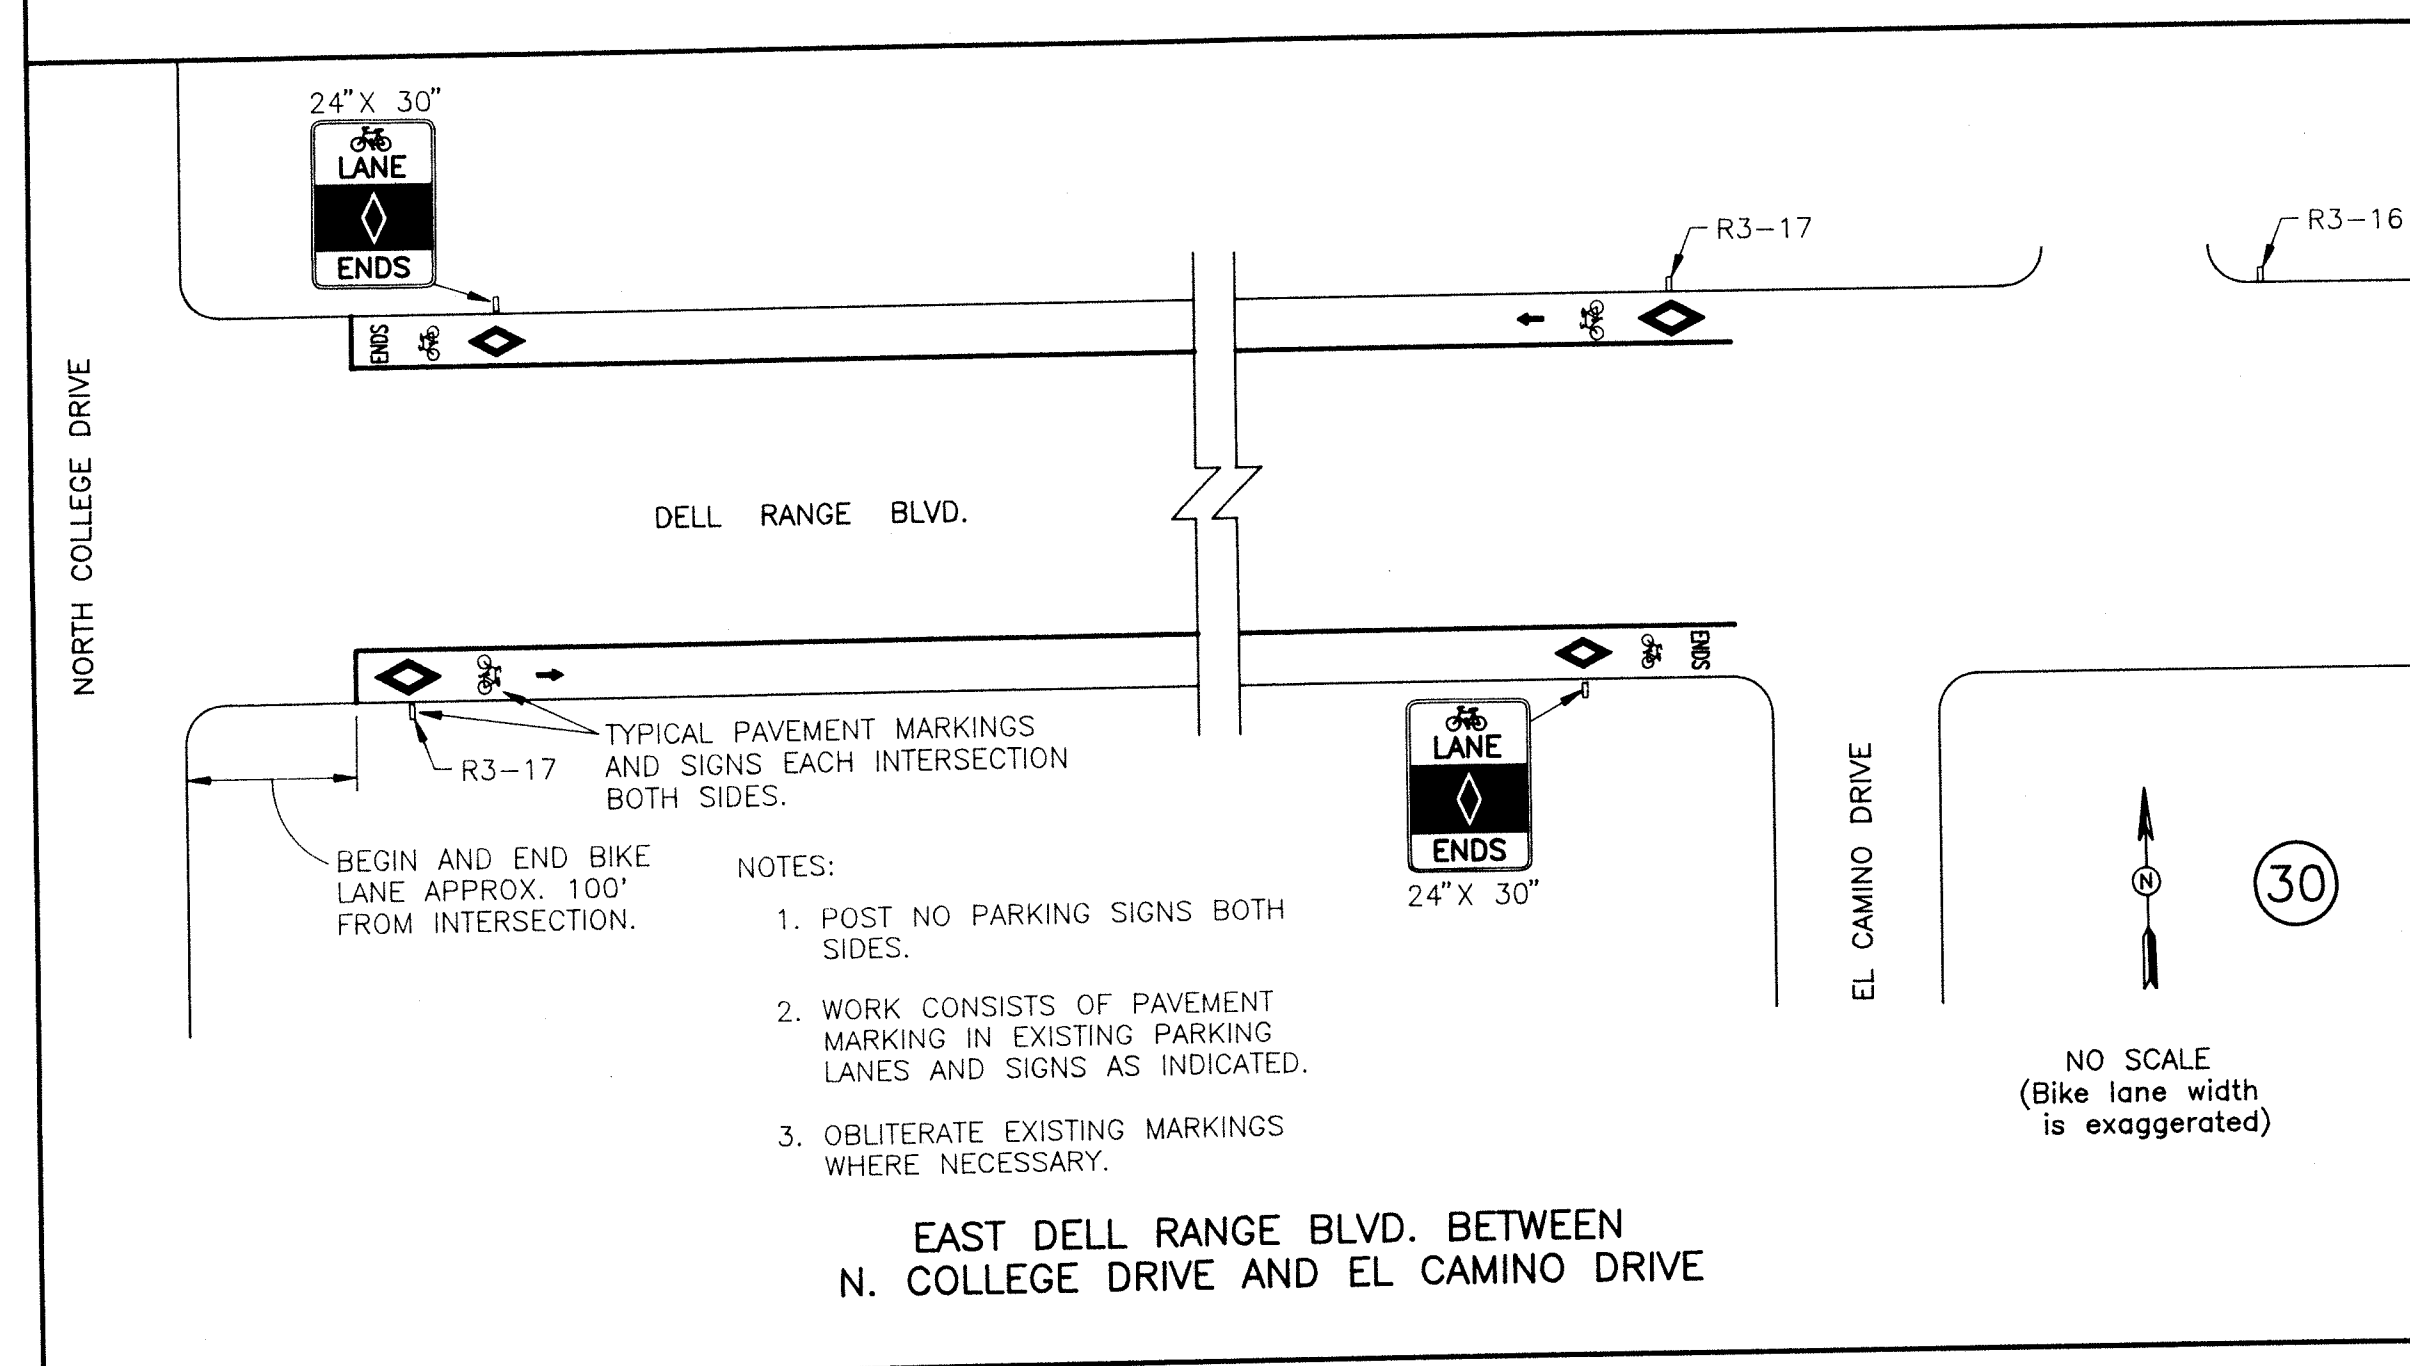 24"X 30"
LANE
ENDS
R3-17
R3-16
ENDS
NORTH COLLEGE DRIVE
DELL RANGE BLVD.
ENDS
TYPICAL PAVEMENT MARKINGS
AND SIGNS EACH INTERSECTION
BOTH SIDES.
R3-17
LANE
ENDS
24"X 30"
BEGIN AND END BIKE
LANE APPROX. 100'
FROM INTERSECTION.
NOTES:
1. POST NO PARKING SIGNS BOTH
SIDES.
2. WORK CONSISTS OF PAVEMENT
MARKING IN EXISTING PARKING
LANES AND SIGNS AS INDICATED.
3. OBLITERATE EXISTING MARKINGS
WHERE NECESSARY.
EL CAMINO DRIVE
N
30
NO SCALE
(Bike lane width
is exaggerated)
EAST DELL RANGE BLVD. BETWEEN
N. COLLEGE DRIVE AND EL CAMINO DRIVE